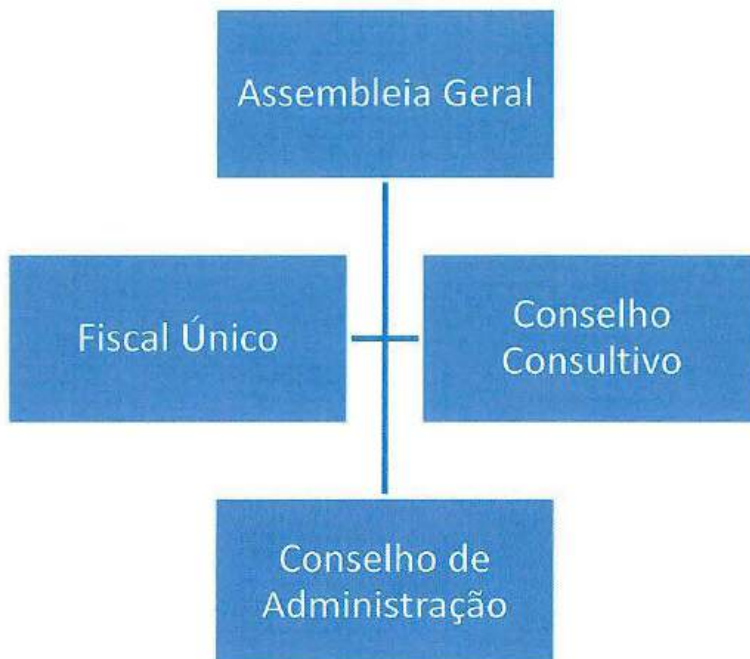 Assembleia Geral
Fiscal Único
Conselho
Consultivo
Conselho de
Administração